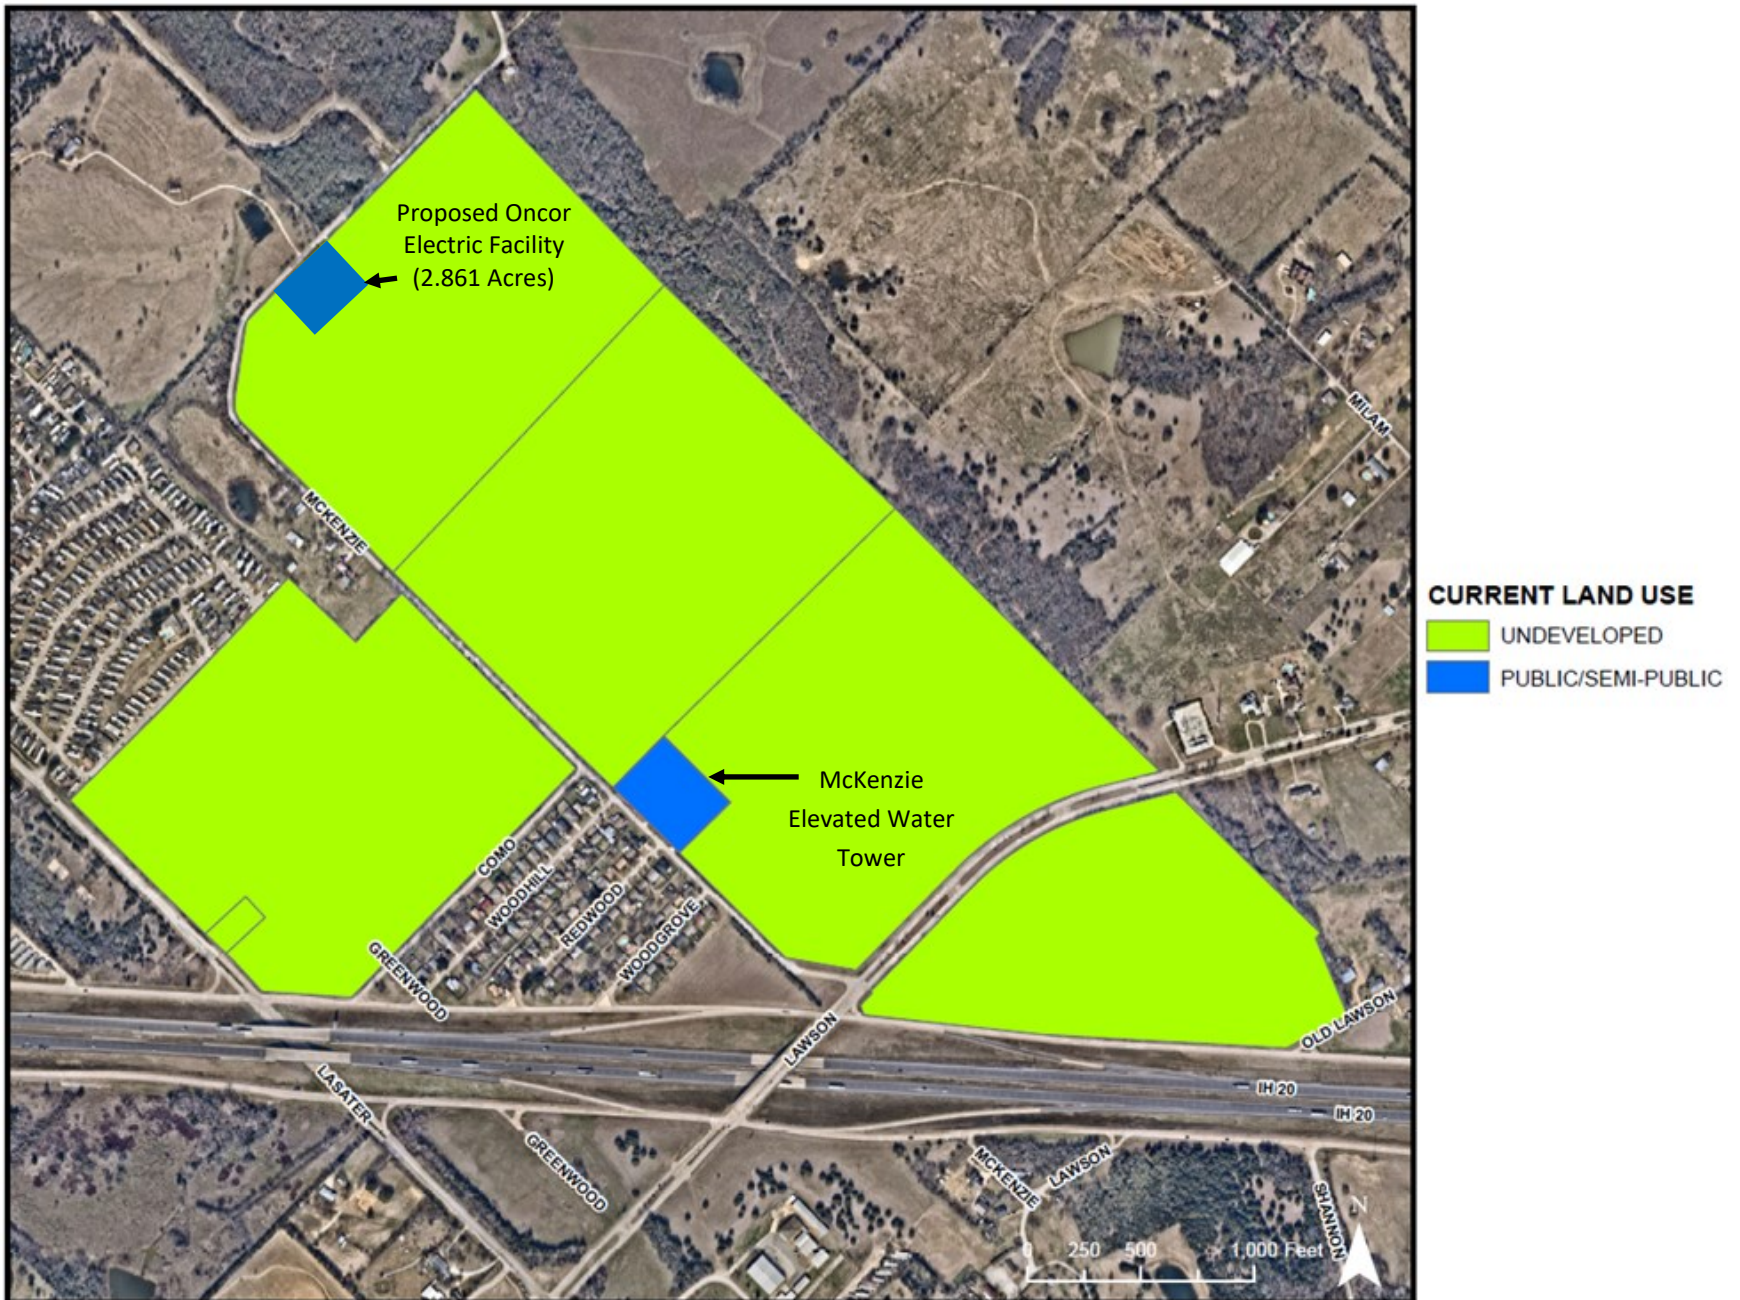 Proposed Oncor
Electric Facility
(2.861 Acres)
MILAM
MCKENZIE
CURRENT LAND USE
UNDEVELOPED
PUBLIC/SEMI-PUBLIC
McKenzie
Elevated Water
Tower
COMO
WOODHILL
REDWOOD
WOODGROVE
GREENWOOD
LAWSON
OLD LAWSON
LASATER
IH 20
IH 20
GREENWOOD
MCKENZIE
LAWSON
SHANNON
N
0 250 500 1,000 Feet